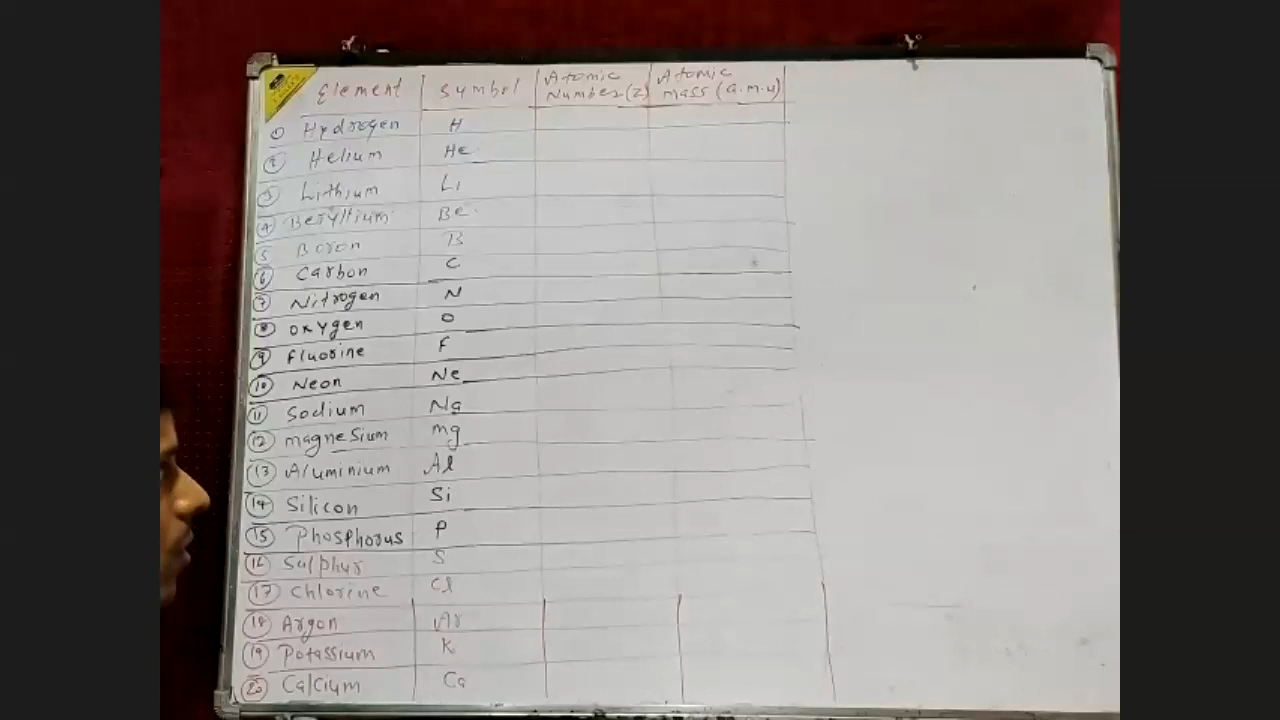 Element Symbol Atomic Number(Z) Atomic Mass (a.m.u)
1 Hydrogen H
2 Helium He
3 Lithium Li
4 Beryllium Be
5 Boron B
6 Carbon C
7 Nitrogen N
8 Oxygen O
9 Fluorine F
10 Neon Ne
11 Sodium Na
12 Magnesium Mg
13 Aluminium Al
14 Silicon Si
15 Phosphorus P
16 Sulphur S
17 Chlorine Cl
18 Argon Ar
19 Potassium K
20 Calcium Ca